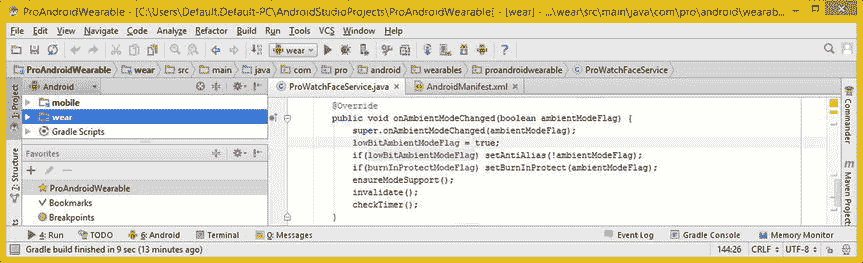 ProAndroidWearable - [C:\Users\Default.Default-PC\AndroidStudioProjects\ProAndroidWearable] - [wear] - ...\wear\src\main\java\com\pro\android\wearab...
File Edit View Navigate Code Analyze Refactor Build Run Tools VCS Window Help
wear
ProAndroidWearable wear src main java com pro android wearables proandroidwearable ProWatchFaceService
1: Project
Android
ProWatchFaceService.java
AndroidManifest.xml
Commander
mobile
wear
Gradle Scripts
@Override
public void onAmbientModeChanged(boolean ambientModeFlag) {
super.onAmbientModeChanged(ambientModeFlag);
lowBitAmbientModeFlag = true;
if(lowBitAmbientModeFlag) setAntiAlias(!ambientModeFlag);
if(burnInProtectModeFlag) setBurnInProtect(ambientModeFlag);
ensureModeSupport();
invalidate();
checkTimer();
}
Z: Structure
Favorites
ProAndroidWearable
Bookmarks
Breakpoints
Maven Projects
4: Run TODO 6: Android Terminal 0: Messages Event Log Gradle Console Memory Monitor
Gradle build finished in 9 sec (13 minutes ago) 144:26 CRLF UTF-8